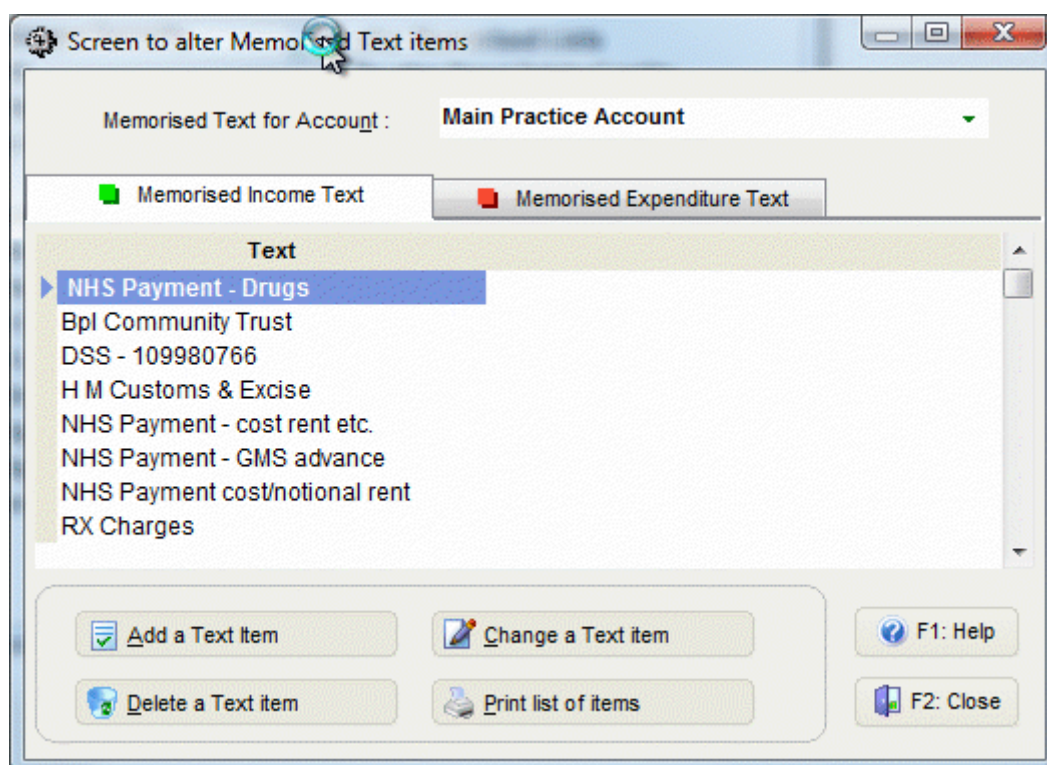 Screen to alter Memorised Text items
Memorised Text for Account : Main Practice Account
Memorised Income Text Memorised Expenditure Text
Text
NHS Payment - Drugs
Bpl Community Trust
DSS - 109980766
H M Customs & Excise
NHS Payment - cost rent etc.
NHS Payment - GMS advance
NHS Payment cost/notional rent
RX Charges
Add a Text Item Change a Text item F1: Help
Delete a Text item Print list of items F2: Close